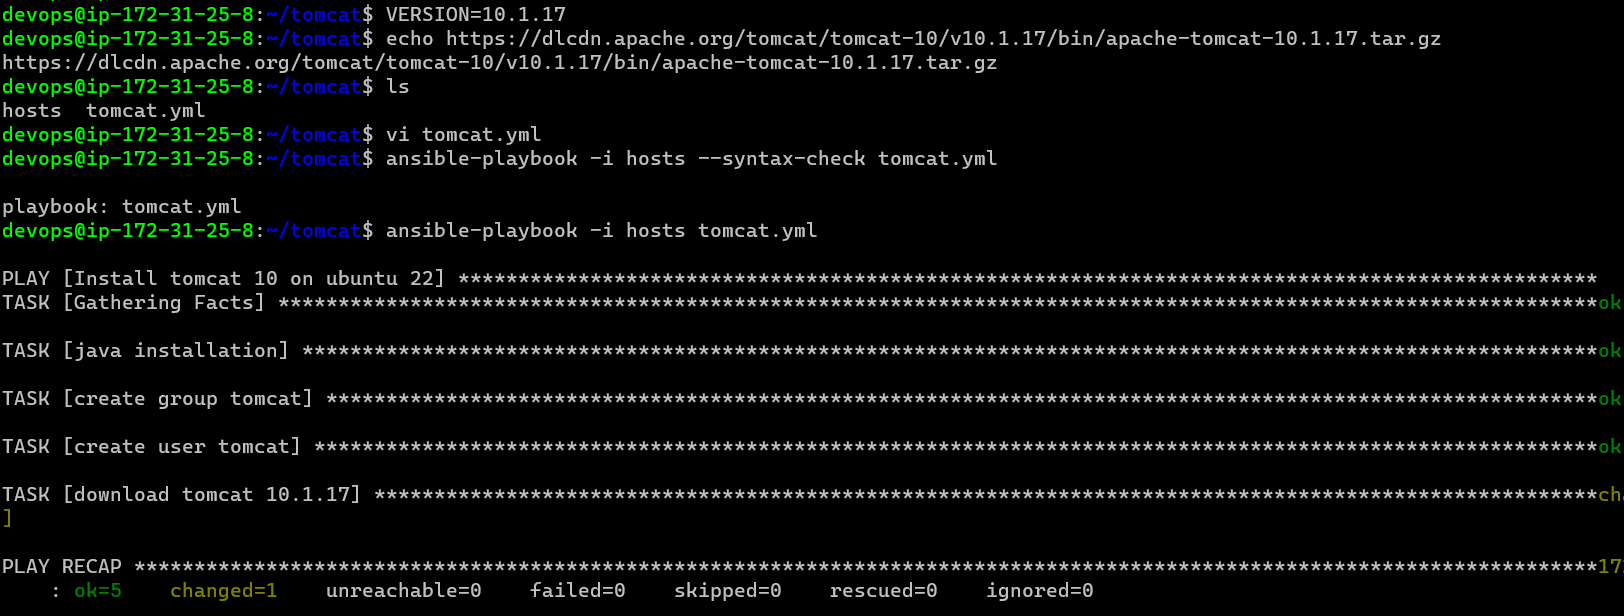 devops@ip-172-31-25-8:~/tomcat$ VERSION=10.1.17
devops@ip-172-31-25-8:~/tomcat$ echo https://dlcdn.apache.org/tomcat/tomcat-10/v10.1.17/bin/apache-tomcat-10.1.17.tar.gz
https://dlcdn.apache.org/tomcat/tomcat-10/v10.1.17/bin/apache-tomcat-10.1.17.tar.gz
devops@ip-172-31-25-8:~/tomcat$ ls
hosts  tomcat.yml
devops@ip-172-31-25-8:~/tomcat$ vi tomcat.yml
devops@ip-172-31-25-8:~/tomcat$ ansible-playbook -i hosts --syntax-check tomcat.yml
playbook: tomcat.yml
devops@ip-172-31-25-8:~/tomcat$ ansible-playbook -i hosts tomcat.yml
PLAY [Install tomcat 10 on ubuntu 22] ***********************************************************************************************
TASK [Gathering Facts] **************************************************************************************************************ok
TASK [java installation] ************************************************************************************************************ok
TASK [create group tomcat] **********************************************************************************************************ok
TASK [create user tomcat] ***********************************************************************************************************ok
TASK [download tomcat 10.1.17] ******************************************************************************************************ch
]
PLAY RECAP **************************************************************************************************************************17
: ok=5    changed=1    unreachable=0    failed=0    skipped=0    rescued=0    ignored=0